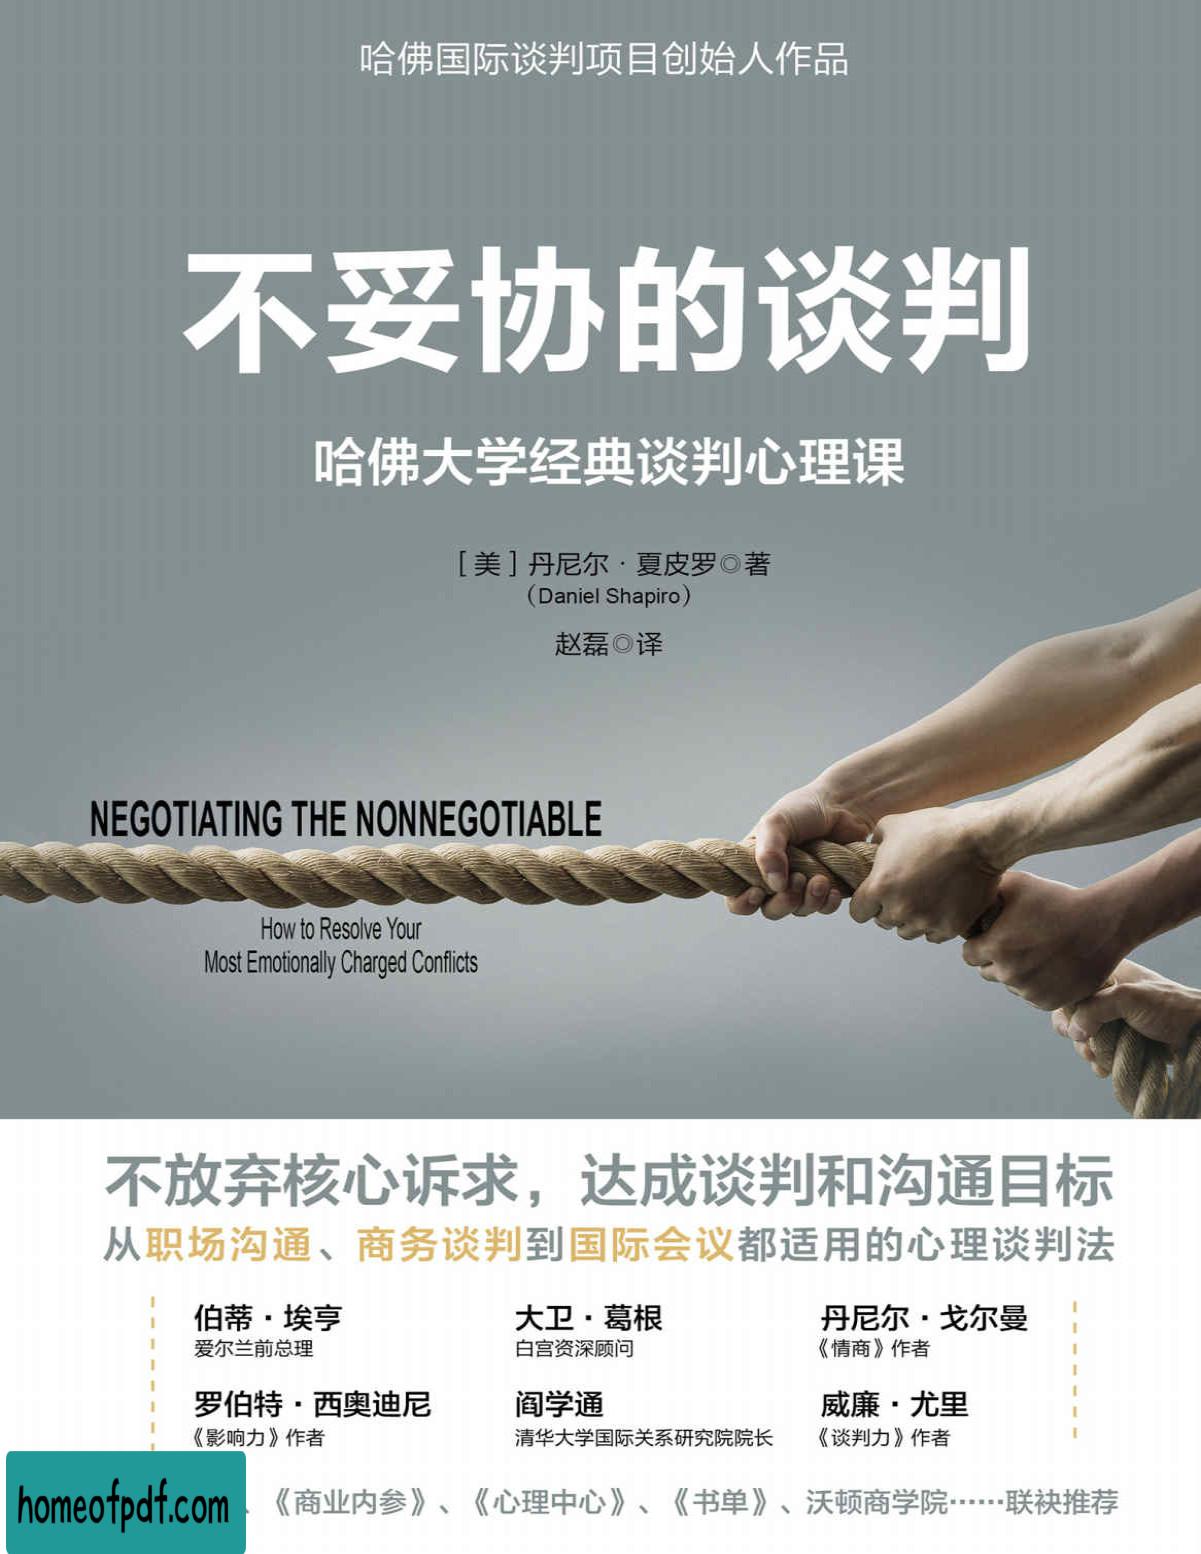 哈佛国际谈判项目创始人作品
不妥协的谈判
哈佛大学经典谈判心理课
［美］丹尼尔·夏皮罗◎著
（Daniel Shapiro）
赵磊◎译
NEGOTIATING THE NONNEGOTIABLE
How to Resolve Your
Most Emotionally Charged Conflicts
不放弃核心诉求，达成谈判和沟通目标
从职场沟通、商务谈判到国际会议都适用的心理谈判法
伯蒂·埃亨 大卫·葛根 丹尼尔·戈尔曼
爱尔兰前总理 白宫资深顾问 《情商》作者
罗伯特·西奥迪尼 阎学通 威廉·尤里
《影响力》作者 清华大学国际关系研究院院长 《谈判力》作者
、《商业内参》、《心理中心》、《书单》、沃顿商学院……联袂推荐
homeofpdf.com